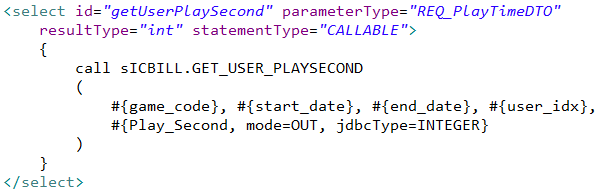 <select id="getUserPlaySecond" parameterType="REQ_PlayTimeDTO"
resultType="int" statementType="CALLABLE">
{
call sICBILL.GET_USER_PLAYSECOND
(
#{game_code}, #{start_date}, #{end_date}, #{user_idx},
#{Play_Second, mode=OUT, jdbcType=INTEGER}
)
}
</select>